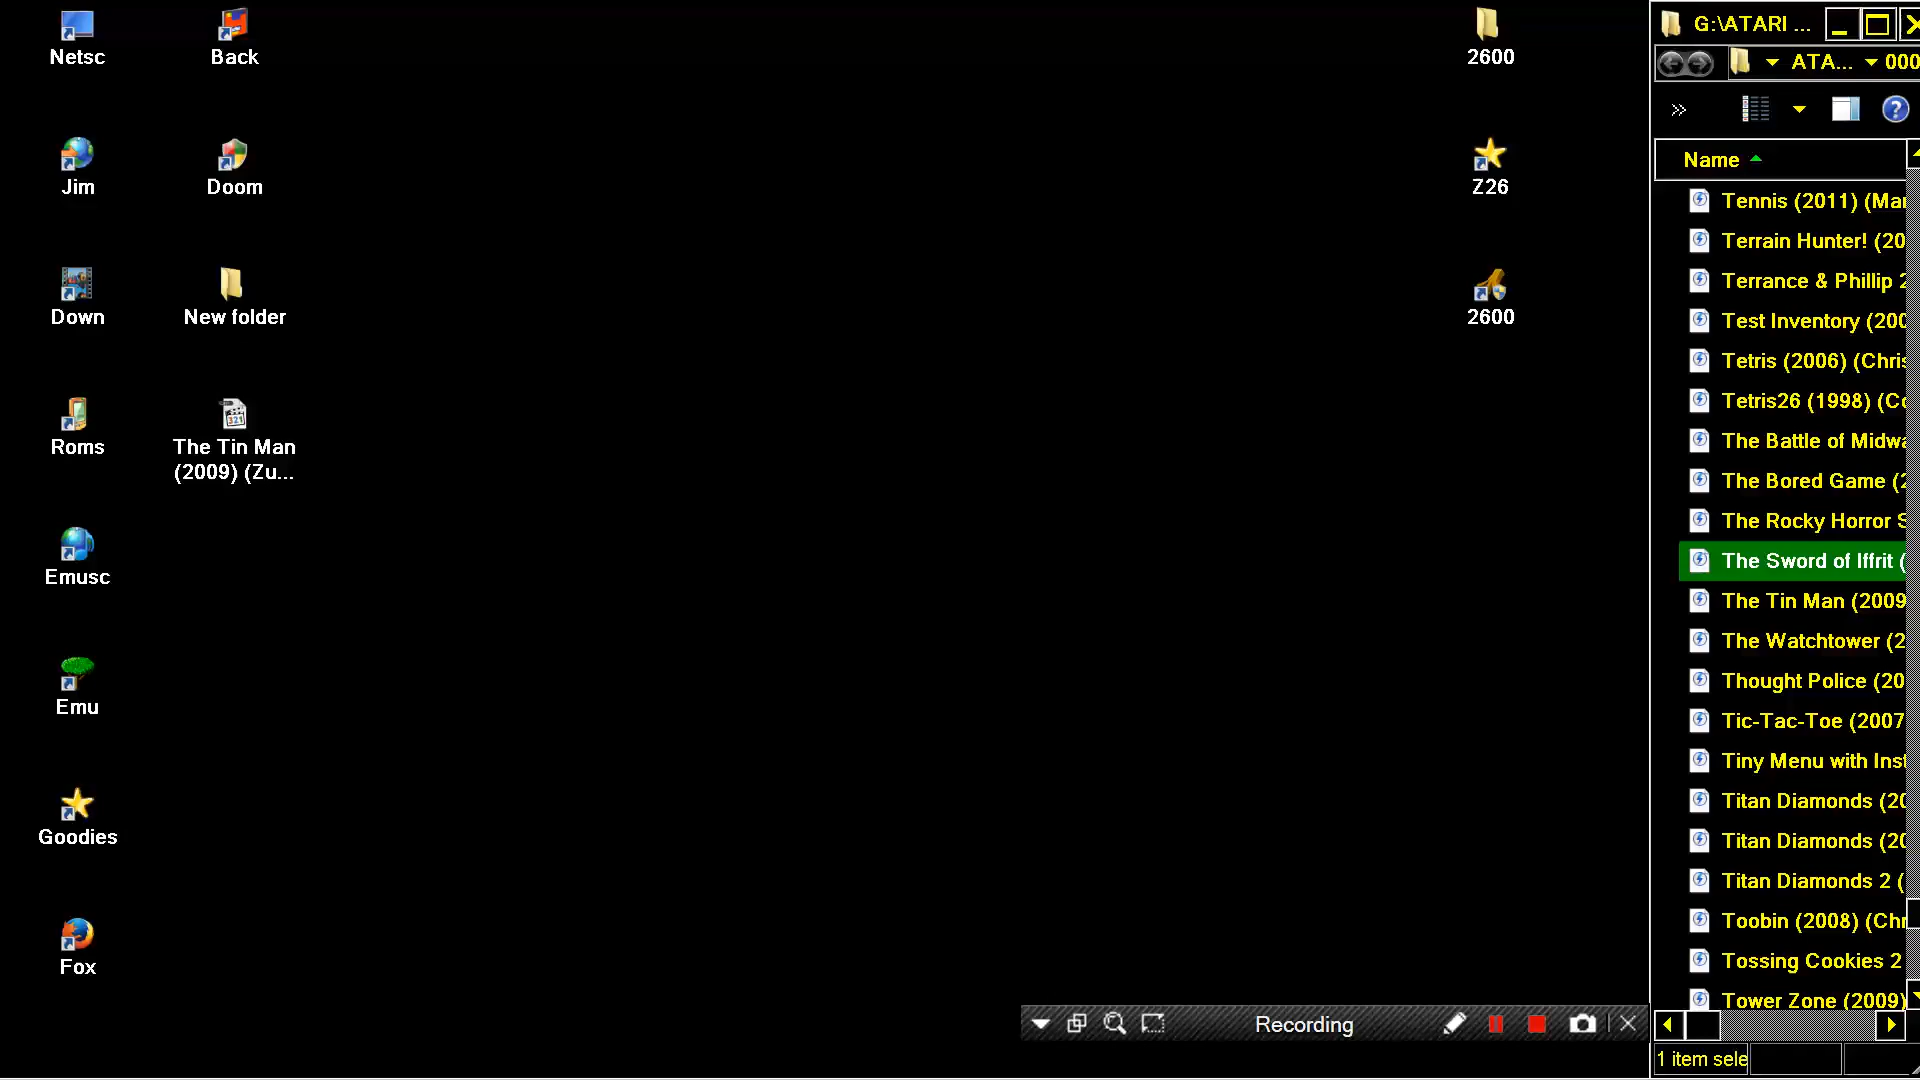 Netsc
Back
2600
Jim
Doom
Z26
Down
New folder
2600
Roms
The Tin Man
(2009) (Zu...
Emusc
Emu
Goodies
Fox
Recording
G:\ATARI ...
ATA... 000
Name
Tennis (2011) (Mar
Terrain Hunter! (20
Terrance & Phillip 2
Test Inventory (200
Tetris (2006) (Chris
Tetris26 (1998) (Co
The Battle of Midwa
The Bored Game (2
The Rocky Horror S
The Sword of Iffrit (
The Tin Man (2009
The Watchtower (2
Thought Police (20
Tic-Tac-Toe (2007
Tiny Menu with Inst
Titan Diamonds (20
Titan Diamonds (20
Titan Diamonds 2 (
Toobin (2008) (Chr
Tossing Cookies 2
Tower Zone (2009)
1 item sele